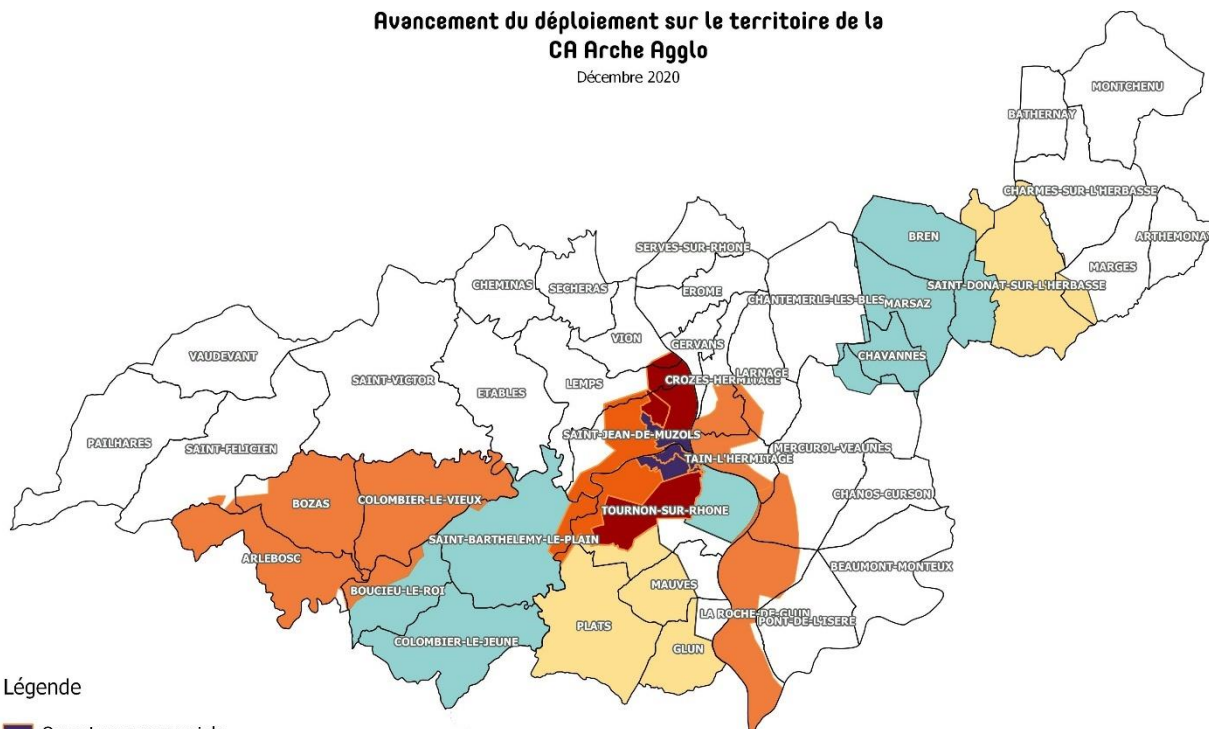 Avancement du déploiement sur le territoire de la
CA Arche Agglo
Décembre 2020
MONTCHENU
BATHERNAY
CHARMES-SUR-L'HERBASSE
ARTHEMONAY
MARGES
BREN
SERVES-SUR-RHONE
CHEMINAS
SECHERAS
EROME
SAINT-DONAT-SUR-L'HERBASSE
CHANTEMERLE-LES-BLES
MARSAZ
VION
GERVANS
VAUDEVANT
CHAVANNES
SAINT-VICTOR
LARNAGE
CROZES-HERMITAGE
LEMPS
ETABLES
SAINT-JEAN-DE-MUZOLS
PAILHARES
SAINT-FELICIEN
MERCUROL-VEAUNES
TAIN-L'HERMITAGE
CHANOS-CURSON
COLOMBIER-LE-VIEUX
BOZAS
TOURNON-SUR-RHONE
SAINT-BARTHELEMY-LE-PLAIN
ARLEBOSC
BEAUMONT-MONTEUX
MAUVES
BOUCIEU-LE-ROI
LA ROCHE-DE-GLUN
PONT-DE-L'ISERE
PLATS
COLOMBIER-LE-JEUNE
GLUN
Légende